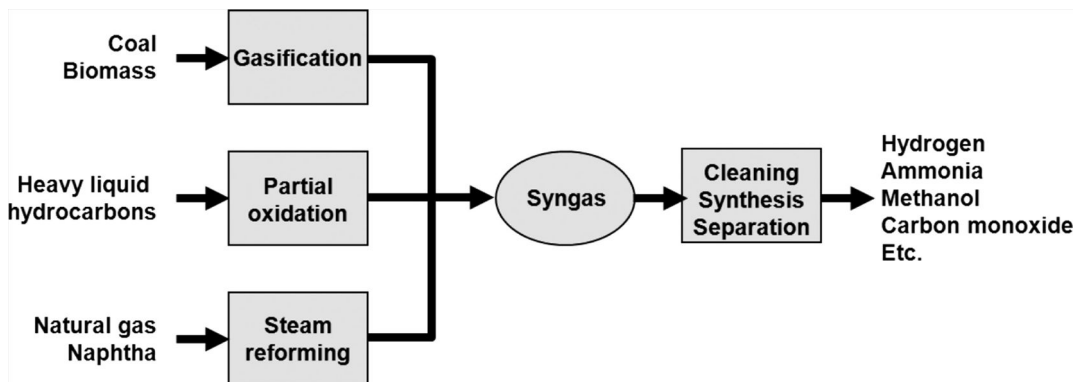 Coal
Biomass
Gasification
Heavy liquid
hydrocarbons
Partial
oxidation
Natural gas
Naphtha
Steam
reforming
Syngas
Cleaning
Synthesis
Separation
Hydrogen
Ammonia
Methanol
Carbon monoxide
Etc.